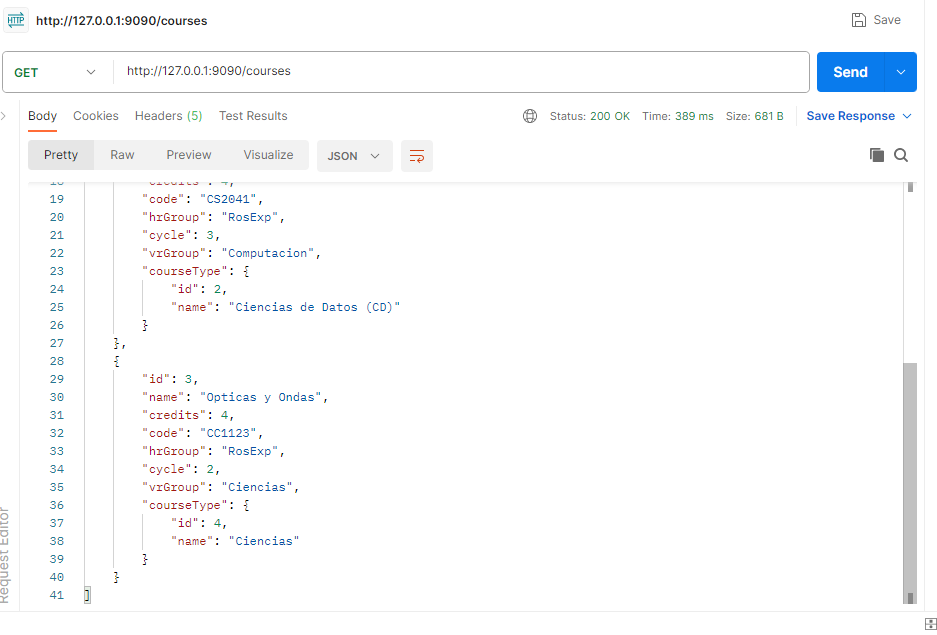 HTTP http://127.0.0.1:9090/courses Save
GET http://127.0.0.1:9090/courses Send
Body Cookies Headers (5) Test Results Status: 200 OK Time: 389 ms Size: 681 B Save Response
Pretty Raw Preview Visualize JSON
18 "credits": 4,
19 "code": "CS2041",
20 "hrGroup": "RosExp",
21 "cycle": 3,
22 "vrGroup": "Computacion",
23 "courseType": {
24 "id": 2,
25 "name": "Ciencias de Datos (CD)"
26 }
27 },
28 {
29 "id": 3,
30 "name": "Opticas y Ondas",
31 "credits": 4,
32 "code": "CC1123",
33 "hrGroup": "RosExp",
34 "cycle": 2,
35 "vrGroup": "Ciencias",
36 "courseType": {
37 "id": 4,
38 "name": "Ciencias"
39 }
40 }
41 ]
Request Editor